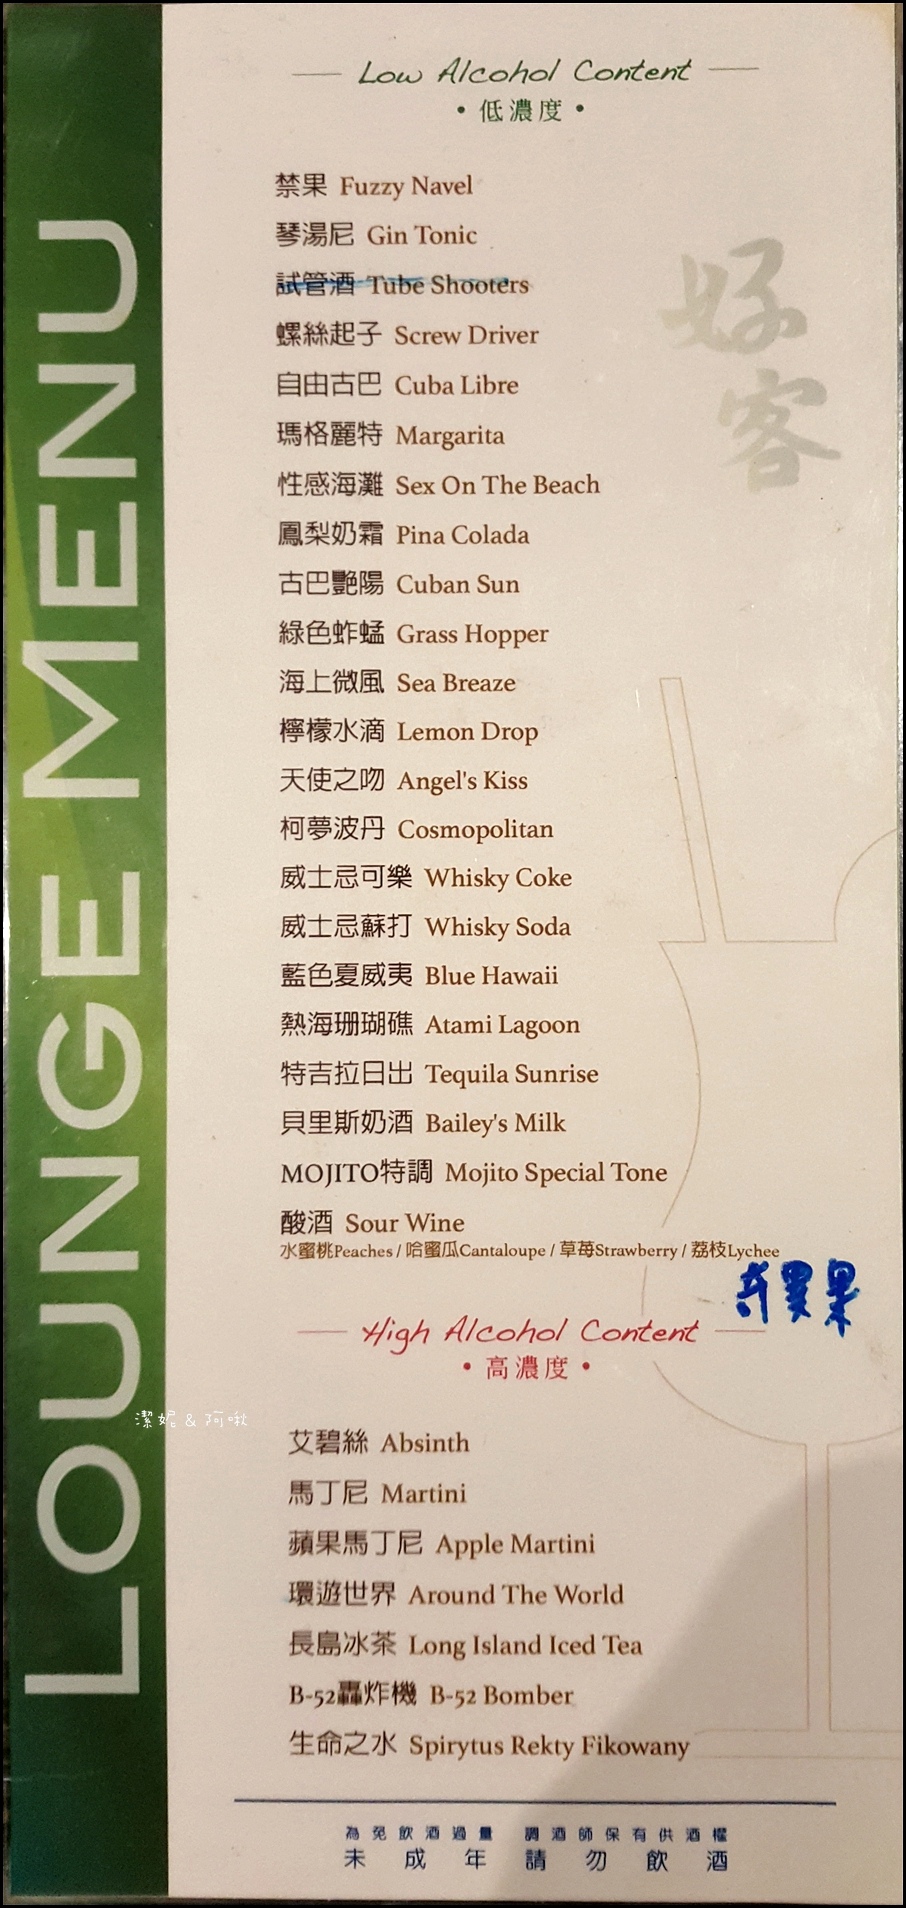 LOUNGE MENU
Low Alcohol Content
• 低濃度 •
好客
禁果 Fuzzy Navel
琴湯尼 Gin Tonic
試管酒 Tube Shooters
螺絲起子 Screw Driver
自由古巴 Cuba Libre
瑪格麗特 Margarita
性感海灘 Sex On The Beach
鳳梨奶霜 Pina Colada
古巴艷陽 Cuban Sun
綠色蚱蜢 Grass Hopper
海上微風 Sea Breaze
檸檬水滴 Lemon Drop
天使之吻 Angel's Kiss
柯夢波丹 Cosmopolitan
威士忌可樂 Whisky Coke
威士忌蘇打 Whisky Soda
藍色夏威夷 Blue Hawaii
熱海珊瑚礁 Atami Lagoon
特吉拉日出 Tequila Sunrise
貝里斯奶酒 Bailey's Milk
MOJITO特調 Mojito Special Tone
酸酒 Sour Wine
水蜜桃Peaches / 哈蜜瓜Cantaloupe / 草莓Strawberry / 荔枝Lychee
奇異果
High Alcohol Content
• 高濃度 •
潔妮 & 阿啾
艾碧絲 Absinth
馬丁尼 Martini
蘋果馬丁尼 Apple Martini
環遊世界 Around The World
長島冰茶 Long Island Iced Tea
B-52轟炸機 B-52 Bomber
生命之水 Spirytus Rekty Fikowany
為免飲酒過量 調酒師保有供酒權
未成年請勿飲酒